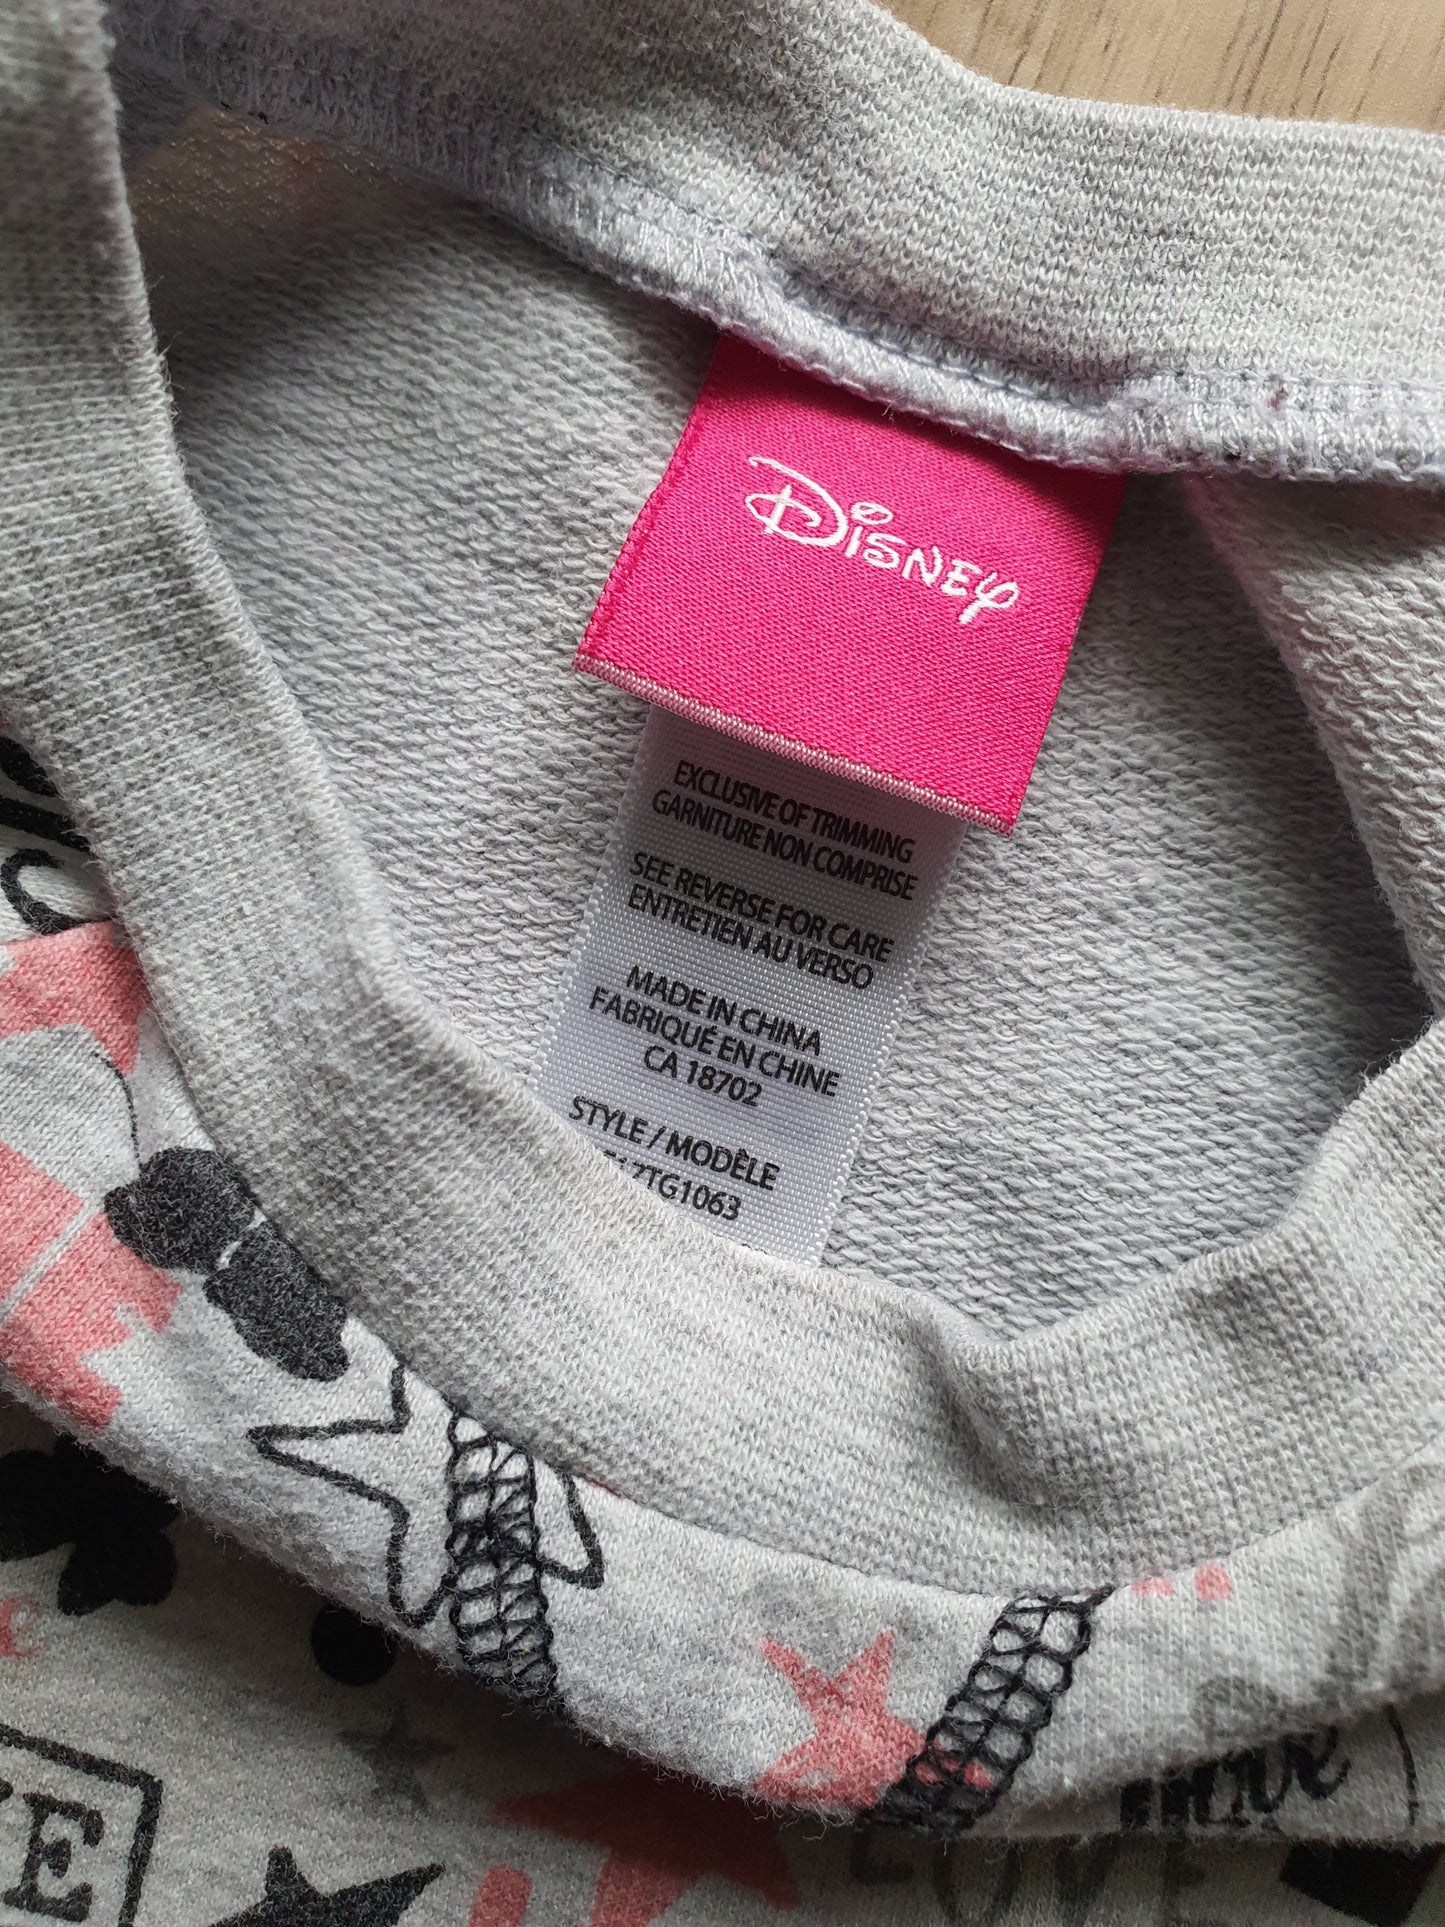 DISNEY
EXCLUSIVE OF TRIMMING
GARNITURE NON COMPRISE
SEE REVERSE FOR CARE
ENTRETIEN AU VERSO
MADE IN CHINA
FABRIQUÉ EN CHINE
CA 18702
STYLE / MODÈLE
LOVE